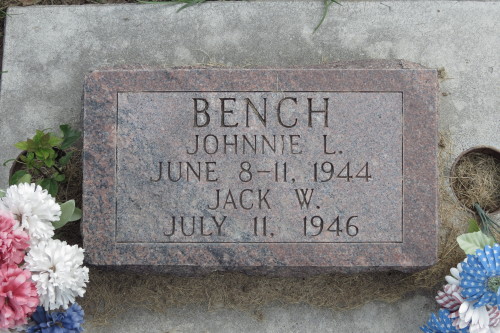 BENCH
JOHNNIE L.
JUNE 8-11, 1944
JACK W.
JULY 11, 1946